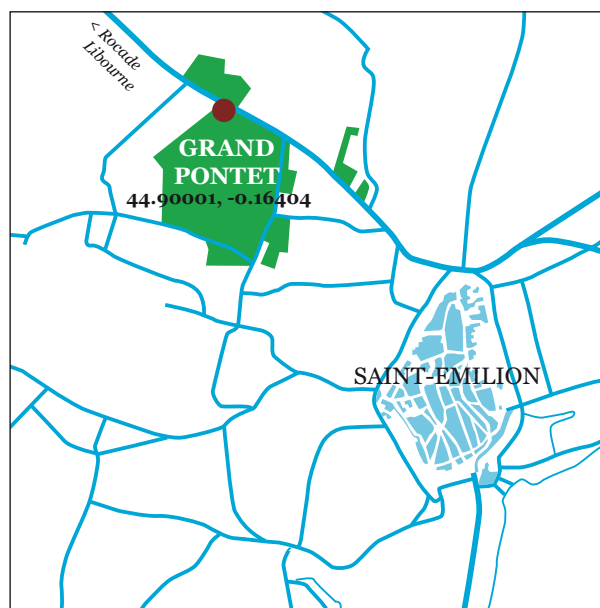 < Rocade
Libourne
GRAND
PONTET
44.90001, -0.16404
SAINT-EMILION